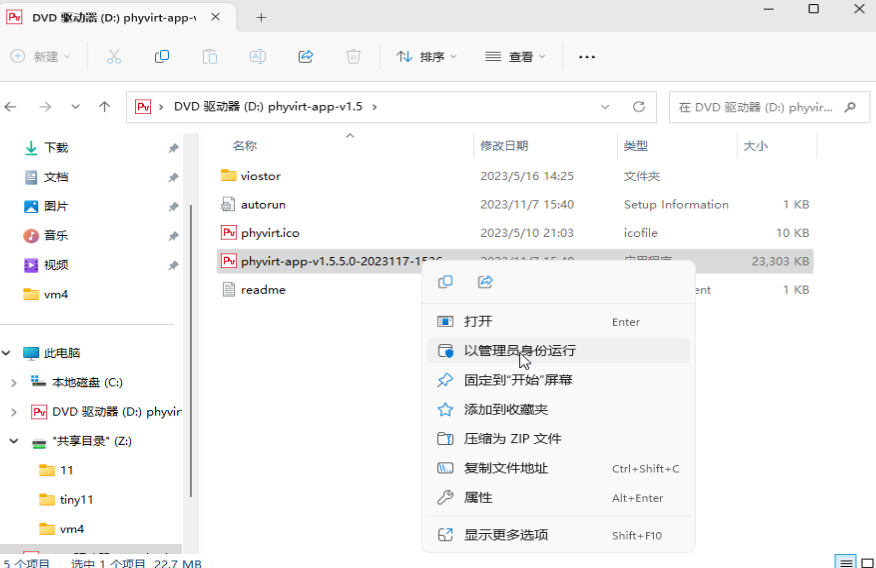 DVD 驱动器 (D:) phyvirt-app-v
新建
排序
查看
DVD 驱动器 (D:) phyvirt-app-v1.5
在 DVD 驱动器 (D:) phyvir...
名称 修改日期 类型 大小
下载
文档
图片
音乐
视频
vm4
此电脑
本地磁盘 (C:)
DVD 驱动器 (D:) phyvir
"共享目录" (Z:)
11
tiny11
vm4
viostor 2023/5/16 14:25 文件夹
autorun 2023/11/7 15:40 Setup Information 1 KB
phyvirt.ico 2023/5/10 21:03 icofile 10 KB
phyvirt-app-v1.5.5.0-2023117-1536 2023/11/7 15:40 应用程序 23,303 KB
readme ent 1 KB
打开 Enter
以管理员身份运行
固定到"开始"屏幕
添加到收藏夹
压缩为 ZIP 文件
复制文件地址 Ctrl+Shift+C
属性 Alt+Enter
显示更多选项 Shift+F10
5 个项目 选中 1 个项目 22.7 MB